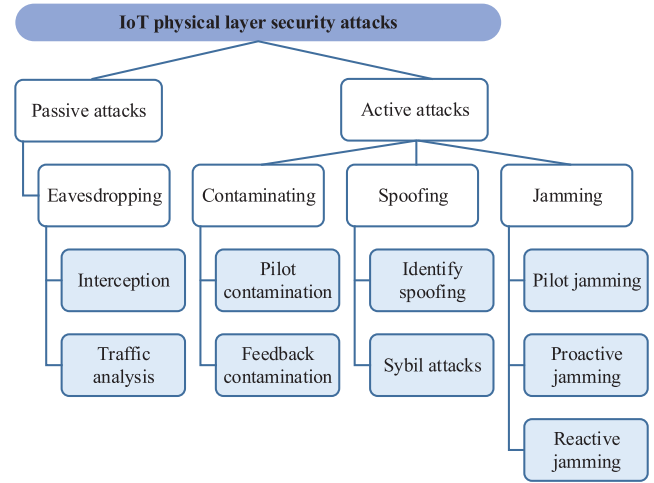 IoT physical layer security attacks
Passive attacks
Active attacks
Eavesdropping
Contaminating
Spoofing
Jamming
Interception
Pilot
contamination
Identify
spoofing
Pilot jamming
Traffic
analysis
Feedback
contamination
Sybil attacks
Proactive
jamming
Reactive
jamming